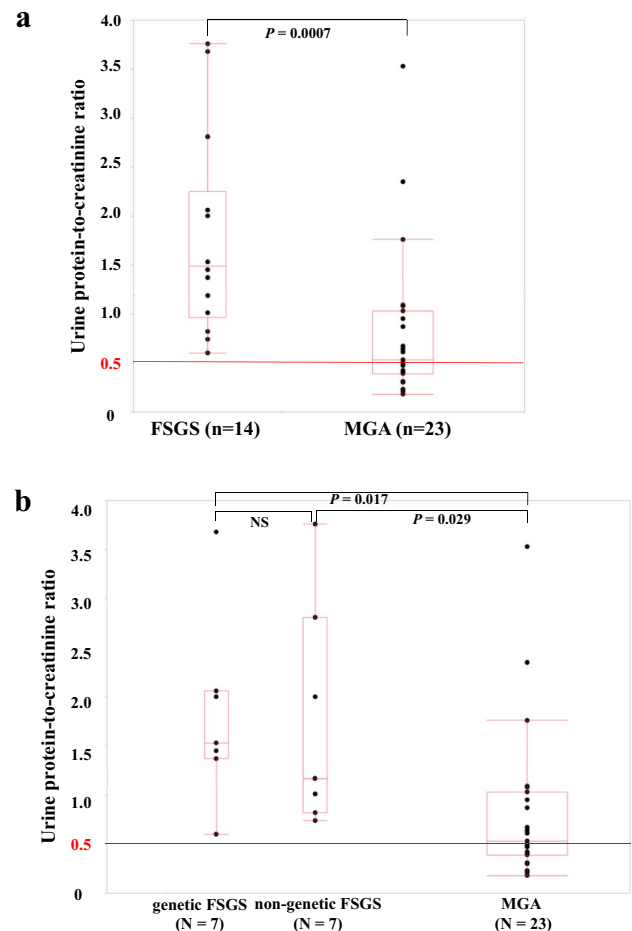 a
P = 0.0007
Urine protein-to-creatinine ratio
4.0
3.5
3.0
2.5
2.0
1.5
1.0
0.5
0
FSGS (n=14) MGA (n=23)
b
P = 0.017
NS P = 0.029
Urine protein-to-creatinine ratio
4.0
3.5
3.0
2.5
2.0
1.5
1.0
0.5
0
genetic FSGS non-genetic FSGS MGA
(N = 7) (N = 7) (N = 23)